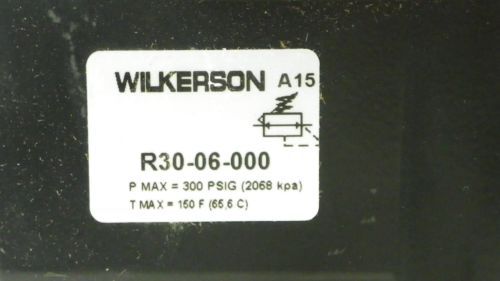 WILKERSON A15
R30-06-000
P MAX = 300 PSIG (2068 kpa)
T MAX = 150 F (65,6 C)